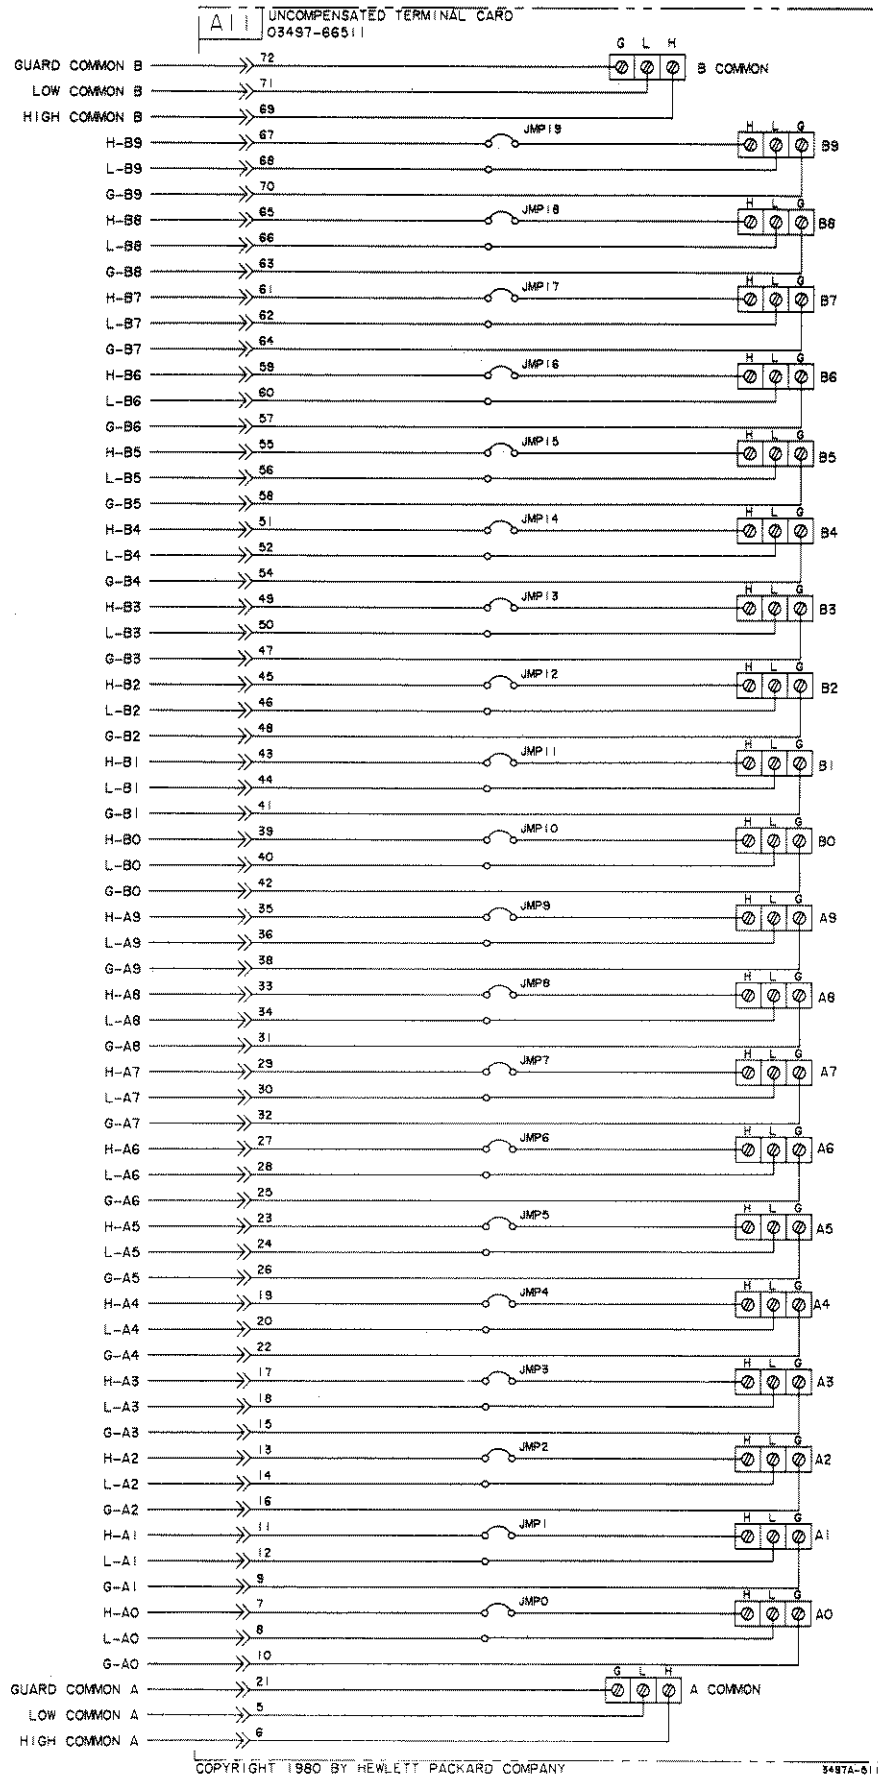 A11 UNCOMPENSATED TERMINAL CARD
03497-66511
G L H
GUARD COMMON B 72 B COMMON
LOW COMMON B 71
HIGH COMMON B 69
H L G
H-B9 67 JMP19 B9
L-B9 68
G-B9 70
H L G
H-B8 65 JMP18 B8
L-B8 66
G-B8 63
H L G
H-B7 61 JMP17 B7
L-B7 62
G-B7 64
H L G
H-B6 59 JMP16 B6
L-B6 60
G-B6 57
H L G
H-B5 55 JMP15 B5
L-B5 56
G-B5 58
H L G
H-B4 51 JMP14 B4
L-B4 52
G-B4 54
H L G
H-B3 49 JMP13 B3
L-B3 50
G-B3 47
H L G
H-B2 45 JMP12 B2
L-B2 46
G-B2 48
H L G
H-B1 43 JMP11 B1
L-B1 44
G-B1 41
H L G
H-B0 39 JMP10 B0
L-B0 40
G-B0 42
H L G
H-A9 35 JMP9 A9
L-A9 36
G-A9 38
H L G
H-A8 33 JMP8 A8
L-A8 34
G-A8 31
H L G
H-A7 29 JMP7 A7
L-A7 30
G-A7 32
H L G
H-A6 27 JMP6 A6
L-A6 28
G-A6 25
H L G
H-A5 23 JMP5 A5
L-A5 24
G-A5 26
H L G
H-A4 19 JMP4 A4
L-A4 20
G-A4 22
H L G
H-A3 17 JMP3 A3
L-A3 18
G-A3 15
H L G
H-A2 13 JMP2 A2
L-A2 14
G-A2 16
H L G
H-A1 11 JMP1 A1
L-A1 12
G-A1 9
H L G
H-A0 7 JMP0 A0
L-A0 8
G-A0 10
G L H
GUARD COMMON A 21 A COMMON
LOW COMMON A 5
HIGH COMMON A 6
COPYRIGHT 1980 BY HEWLETT PACKARD COMPANY